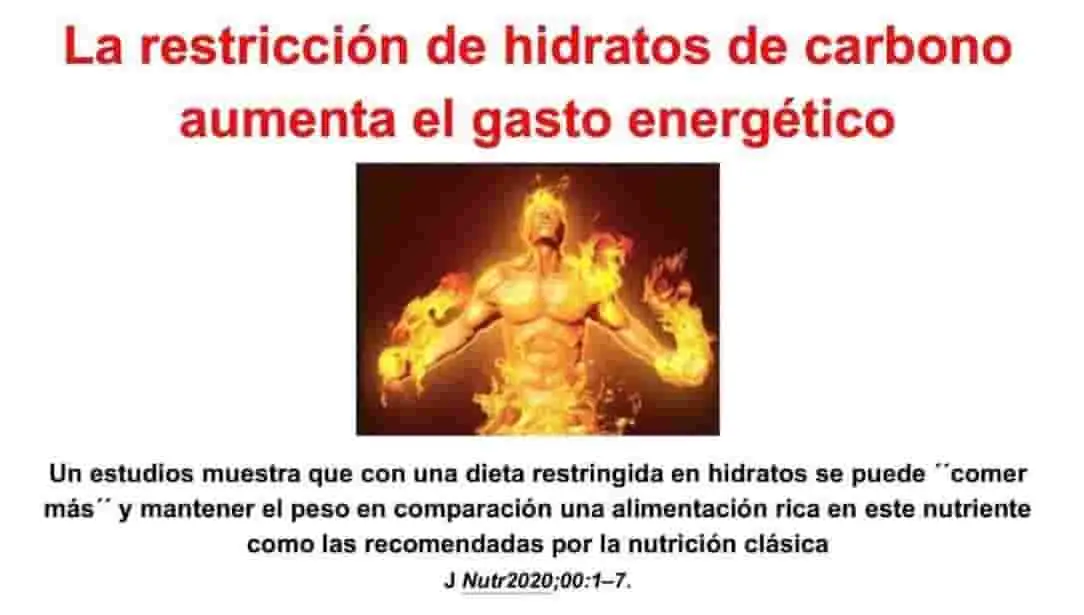 La restricción de hidratos de carbono
aumenta el gasto energético
Un estudios muestra que con una dieta restringida en hidratos se puede ´´comer
más´´ y mantener el peso en comparación una alimentación rica en este nutriente
como las recomendadas por la nutrición clásica
J Nutr2020;00:1–7.